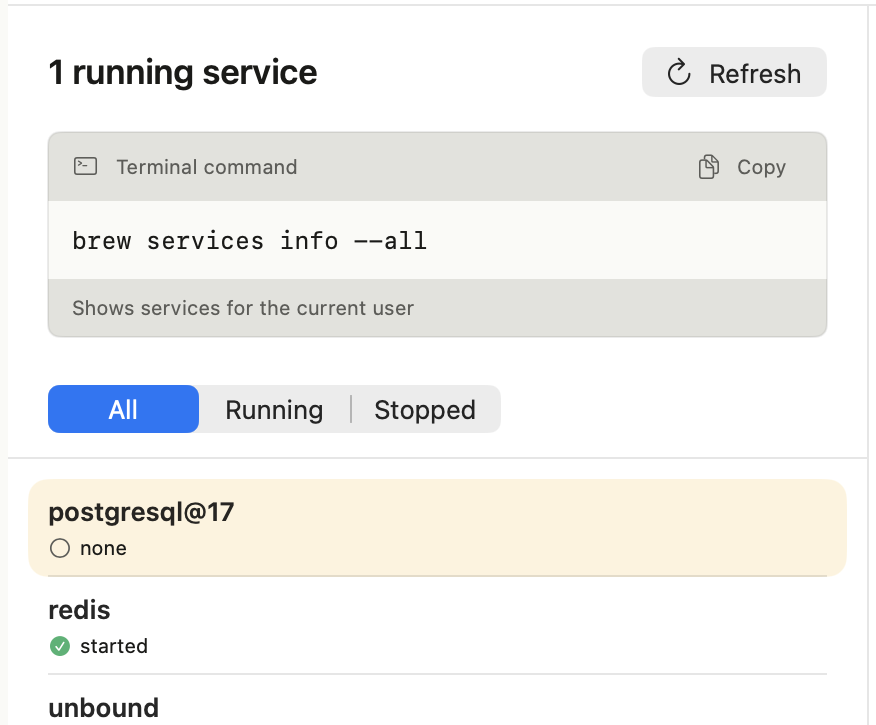 1 running service
Refresh
Terminal command
Copy
brew services info --all
Shows services for the current user
All
Running
Stopped
postgresql@17
none
redis
started
unbound